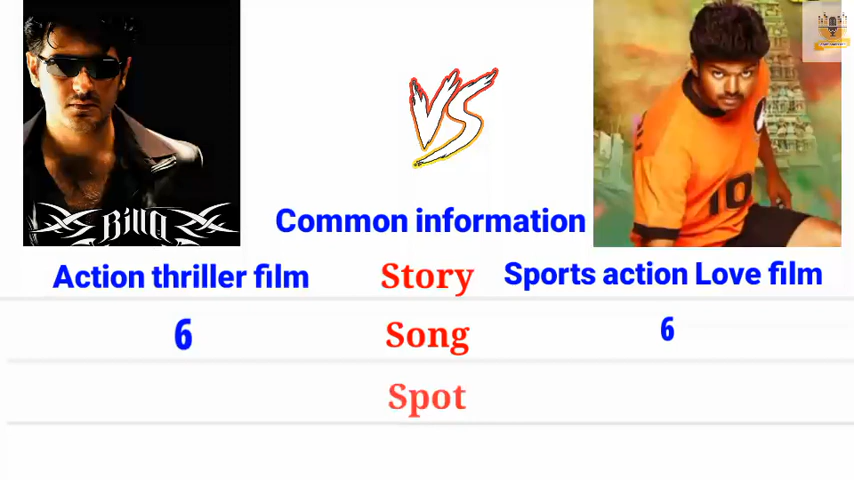 VS
Billa
10
Common information
Action thriller film Story Sports action Love film
6 Song 6
Spot